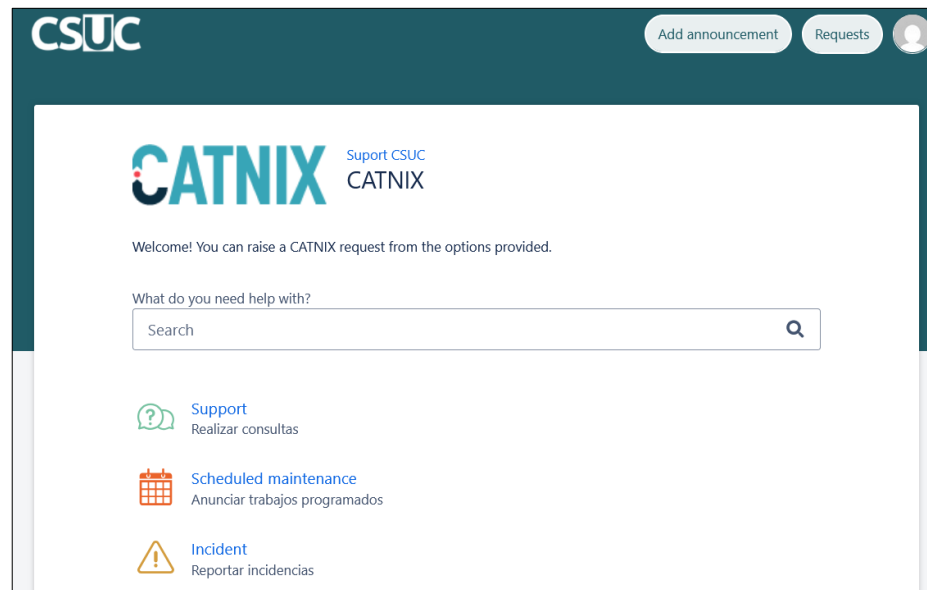 CSUC
Add announcement
Requests
CATNIX
Suport CSUC
CATNIX
Welcome! You can raise a CATNIX request from the options provided.
What do you need help with?
Search
Support
Realizar consultas
Scheduled maintenance
Anunciar trabajos programados
Incident
Reportar incidencias